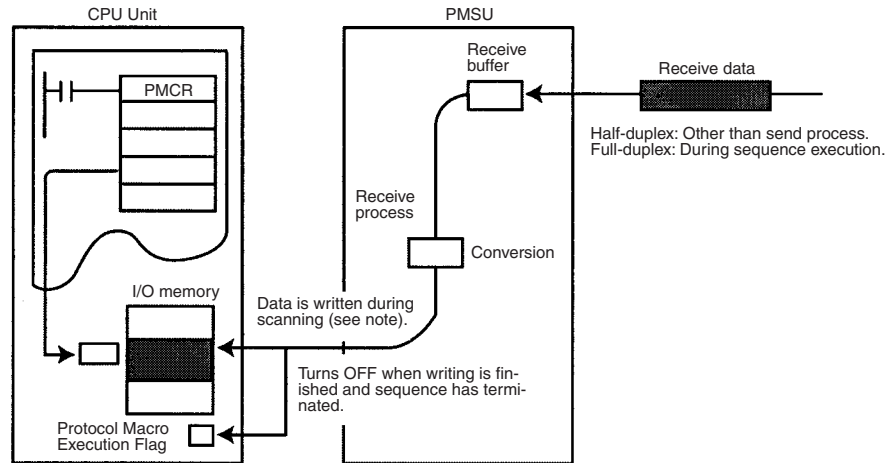 CPU Unit
PMSU
PMCR
Receive
buffer
Receive data
Half-duplex: Other than send process.
Full-duplex: During sequence execution.
Receive
process
Conversion
I/O memory
Data is written during
scanning (see note).
Turns OFF when writing is fin-
ished and sequence has termi-
nated.
Protocol Macro
Execution Flag